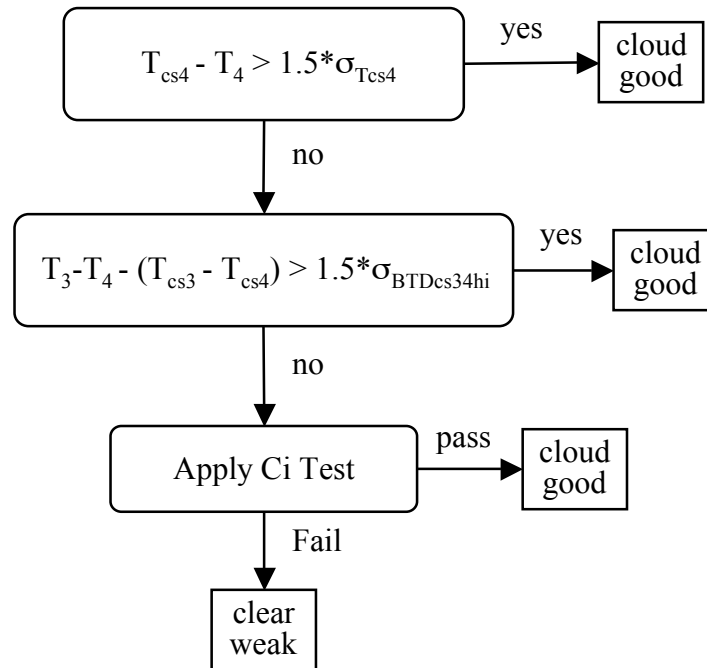 T_cs4 - T_4 > 1.5*σ_Tcs4
yes
cloud
good
no
T_3-T_4 - (T_cs3 - T_cs4) > 1.5*σ_BTDcs34hi
yes
cloud
good
no
Apply Ci Test
pass
cloud
good
Fail
clear
weak